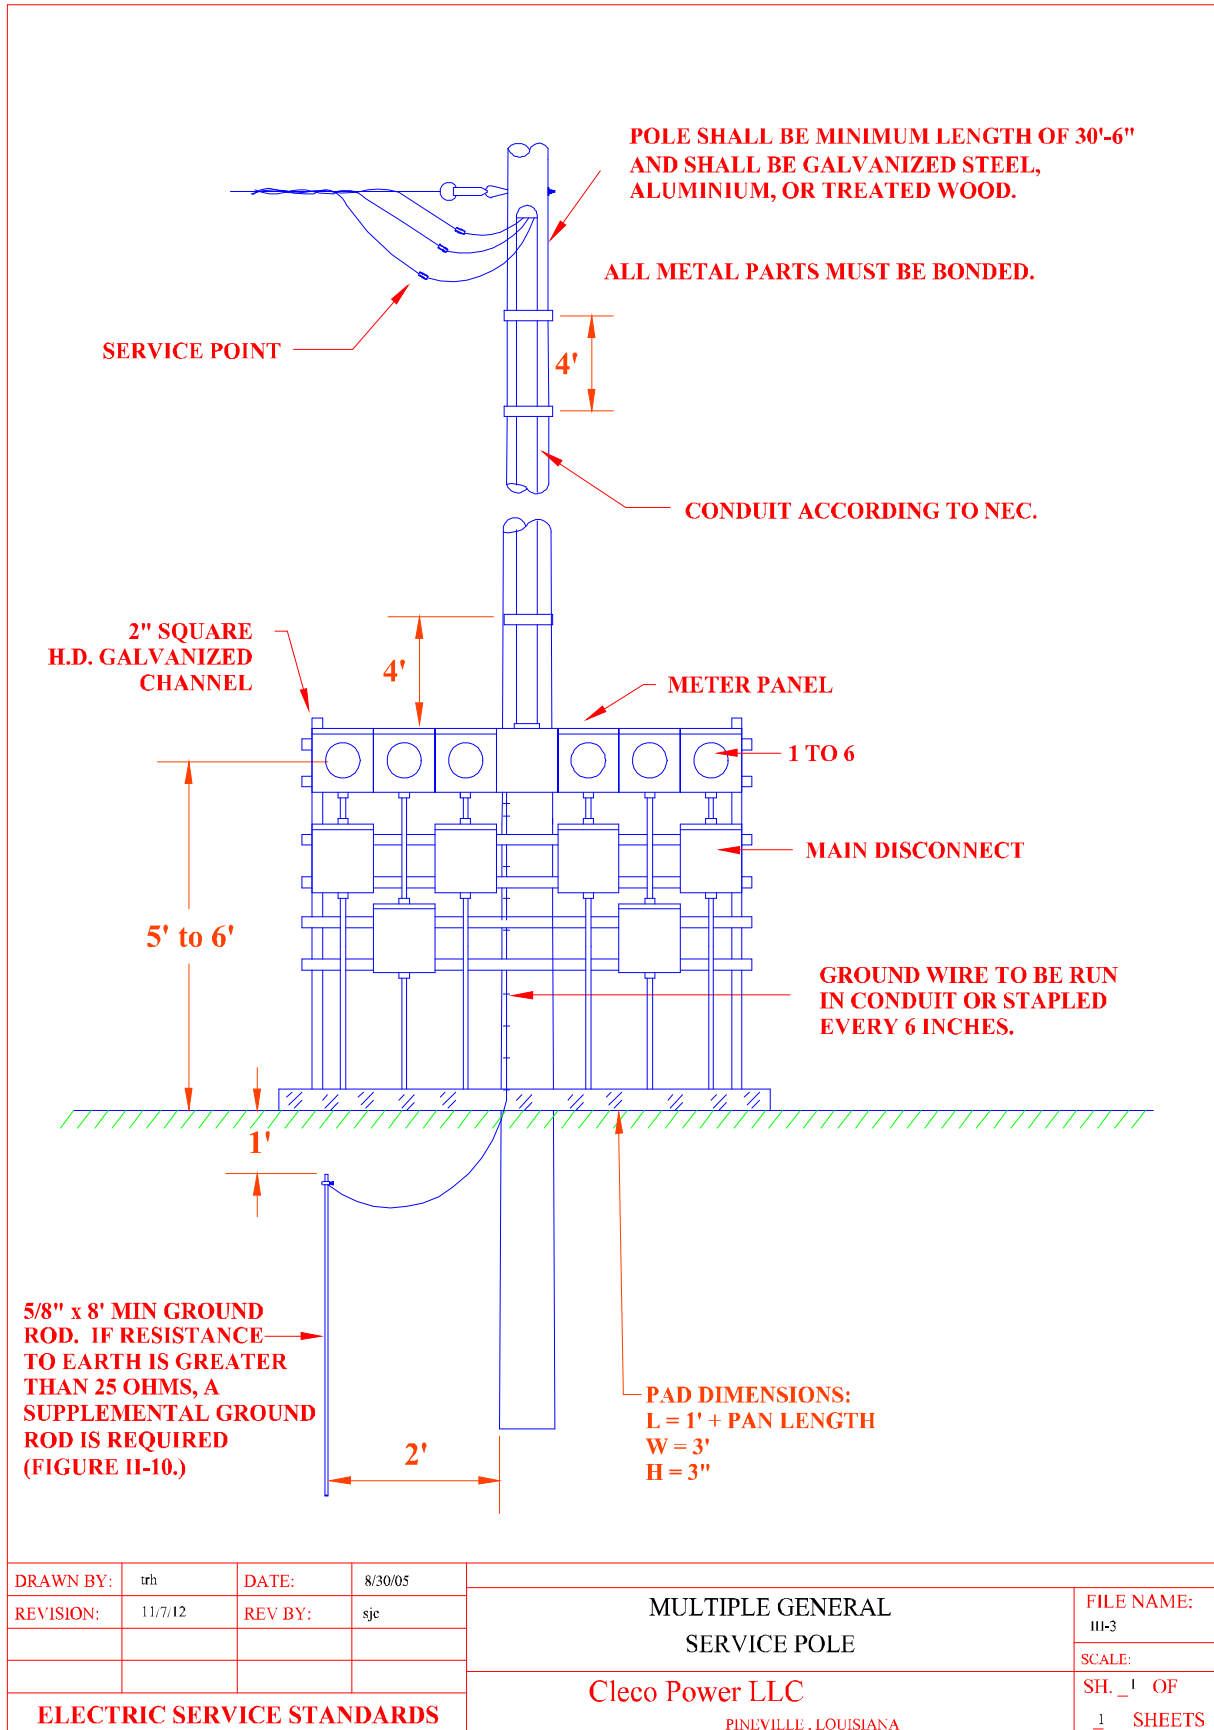 POLE SHALL BE MINIMUM LENGTH OF 30'-6"
AND SHALL BE GALVANIZED STEEL,
ALUMINIUM, OR TREATED WOOD.
ALL METAL PARTS MUST BE BONDED.
SERVICE POINT
4'
CONDUIT ACCORDING TO NEC.
2" SQUARE
H.D. GALVANIZED
CHANNEL
4'
METER PANEL
1 TO 6
MAIN DISCONNECT
5' to 6'
GROUND WIRE TO BE RUN
IN CONDUIT OR STAPLED
EVERY 6 INCHES.
1'
5/8" x 8' MIN GROUND
ROD. IF RESISTANCE
TO EARTH IS GREATER
THAN 25 OHMS, A
SUPPLEMENTAL GROUND
ROD IS REQUIRED
(FIGURE II-10.)
2'
PAD DIMENSIONS:
L = 1' + PAN LENGTH
W = 3'
H = 3"
DRAWN BY: trh DATE: 8/30/05
REVISION: 11/7/12 REV BY: sjc
ELECTRIC SERVICE STANDARDS
MULTIPLE GENERAL
SERVICE POLE
Cleco Power LLC
PINEVILLE , LOUISIANA
FILE NAME:
III-3
SCALE:
SH. _1 OF
1 SHEETS